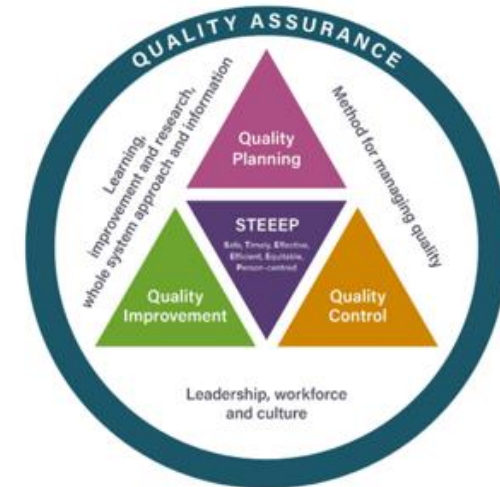 QUALITY ASSURANCE
Learning,
improvement and research,
whole system approach and information
Method for managing quality
Quality
Planning
STEEEP
Safe, Timely, Effective,
Efficient, Equitable,
Person-centred
Quality
Improvement
Quality
Control
Leadership, workforce
and culture